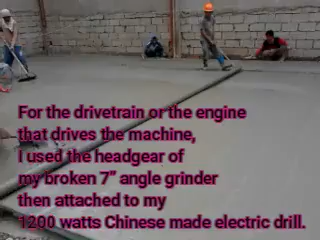 For the drivetrain or the engine
that drives the machine,
I used the headgear of
my broken 7" angle grinder
then attached to my
1200 watts Chinese made electric drill.